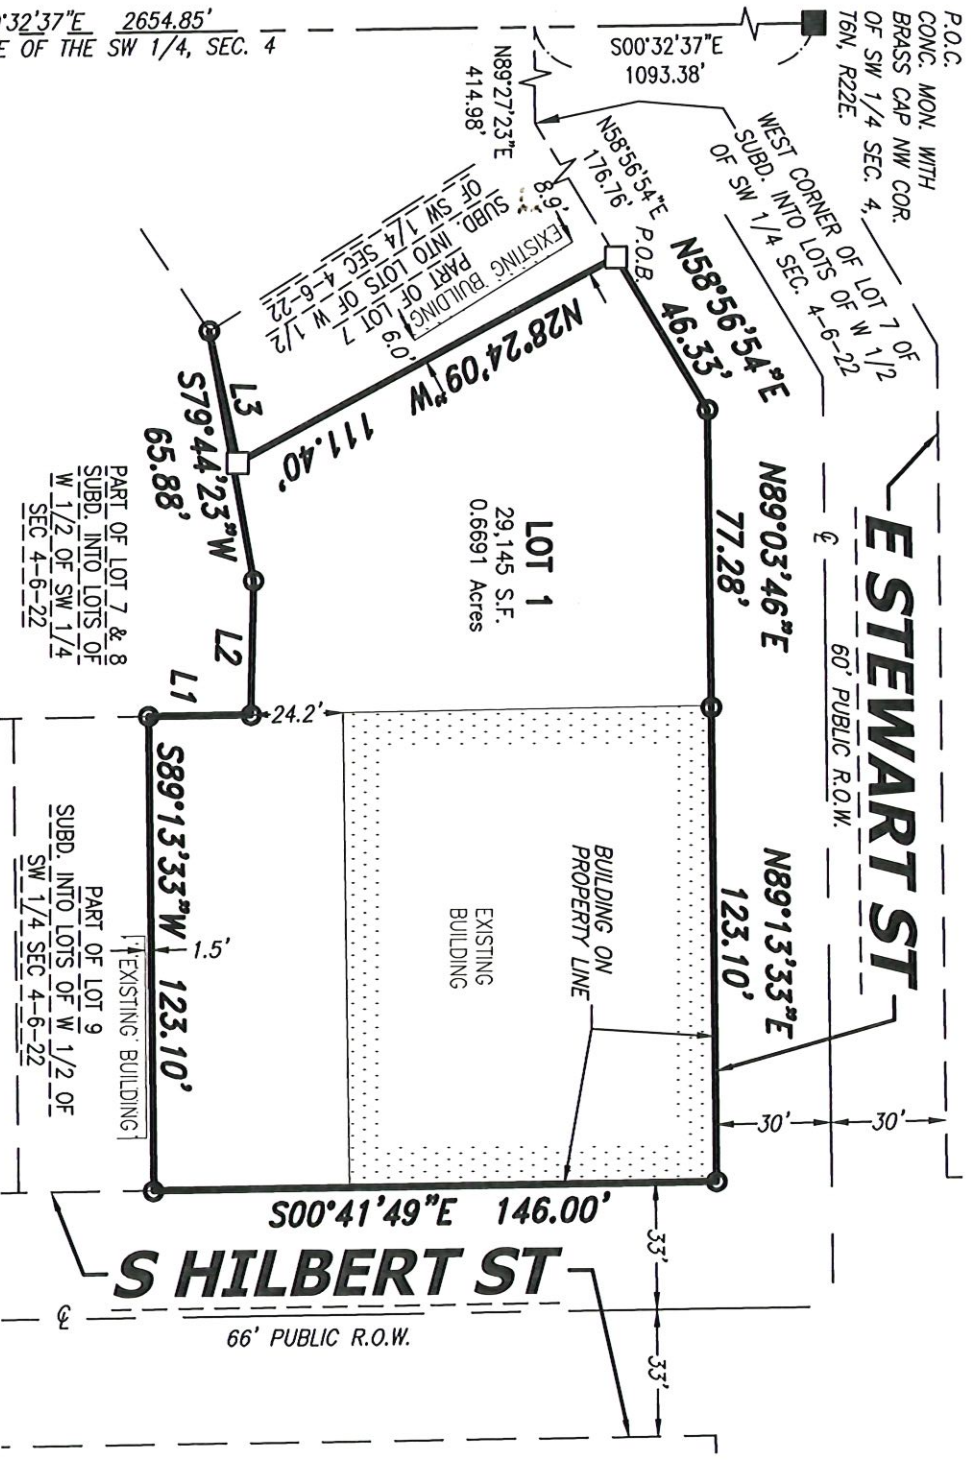 '32'37"E 2654.85'
E OF THE SW 1/4, SEC. 4
S00°32'37"E
1093.38'
P.O.C.
CONC. MON. WITH
BRASS CAP NW COR.
OF SW 1/4 SEC. 4,
T6N, R22E.
N89°27'23"E
414.98'
N58°56'54"E
176.76'
WEST CORNER OF LOT 7 OF
SUBD. INTO LOTS OF W 1/2
OF SW 1/4 SEC. 4-6-22
P.O.B.
8.9'
EXISTING BUILDING
6.0'
PART OF LOT 7
SUBD. INTO LOTS OF W 1/2
OF SW 1/4 SEC 4-6-22
N58°56'54"E
46.33'
N28°24'09"W
111.40'
L3
S79°44'23"W
65.88'
N89°03'46"E
77.28'
LOT 1
29,145 S.F.
0.6691 Acres
E STEWART ST
60' PUBLIC R.O.W.
℄
PART OF LOT 7 & 8
SUBD. INTO LOTS OF
W 1/2 OF SW 1/4
SEC 4-6-22
L2
L1
24.2'
N89°13'33"E
123.10'
BUILDING ON
PROPERTY LINE
EXISTING
BUILDING
30'
30'
S89°13'33"W 123.10'
1.5'
EXISTING BUILDING
PART OF LOT 9
SUBD. INTO LOTS OF W 1/2 OF
SW 1/4 SEC 4-6-22
S00°41'49"E 146.00'
33'
33'
S HILBERT ST
℄
66' PUBLIC R.O.W.